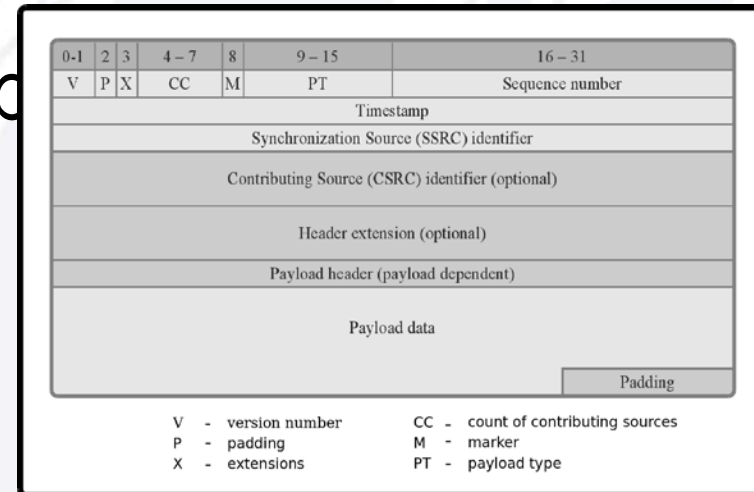 0-1 2 3 4 – 7 8 9 – 15 16 – 31
V P X CC M PT Sequence number
Timestamp
Synchronization Source (SSRC) identifier
Contributing Source (CSRC) identifier (optional)
Header extension (optional)
Payload header (payload dependent)
Payload data
Padding
V - version number CC - count of contributing sources
P - padding M - marker
X - extensions PT - payload type